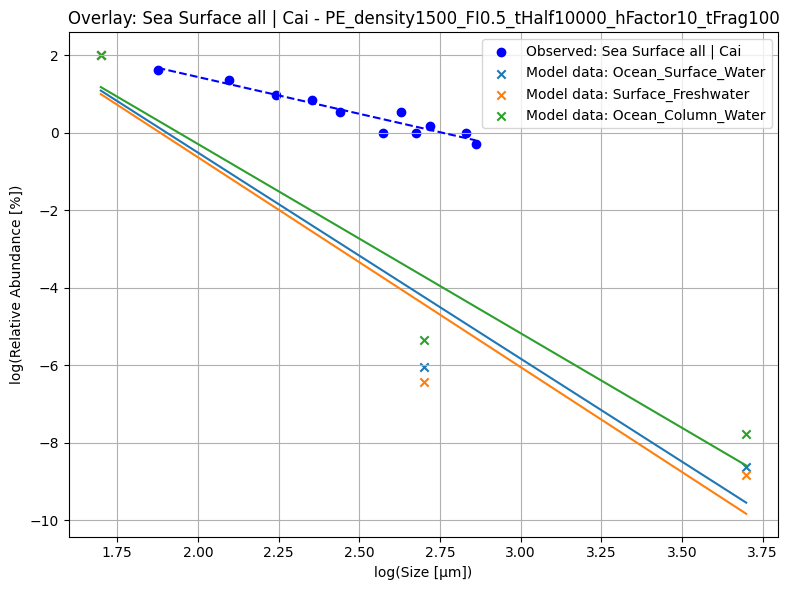 Overlay: Sea Surface all | Cai - PE_density1500_FI0.5_tHalf10000_hFactor10_tFrag100
Observed: Sea Surface all | Cai
Model data: Ocean_Surface_Water
Model data: Surface_Freshwater
Model data: Ocean_Column_Water
log(Relative Abundance [%])
2
0
−2
−4
−6
−8
−10
1.75 2.00 2.25 2.50 2.75 3.00 3.25 3.50 3.75
log(Size [µm])